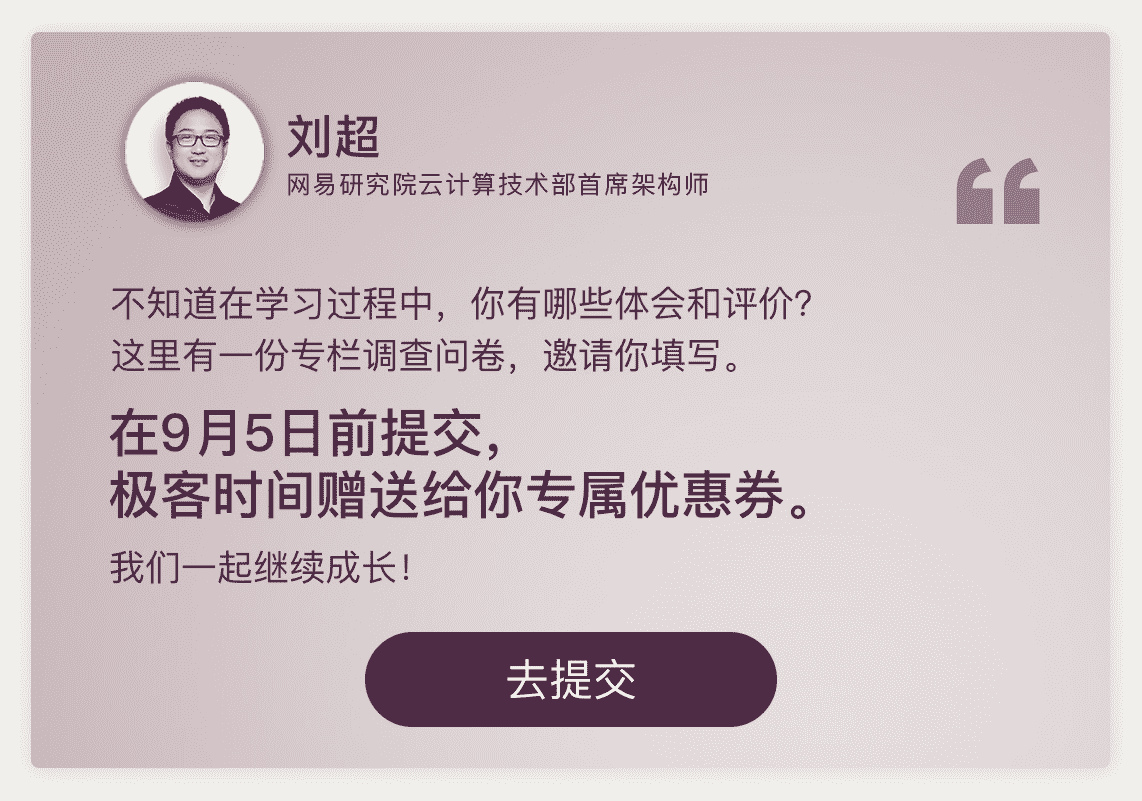 刘超
网易研究院云计算技术部首席架构师
不知道在学习过程中，你有哪些体会和评价？
这里有一份专栏调查问卷，邀请你填写。
在9月5日前提交，
极客时间赠送给你专属优惠券。
我们一起继续成长！
去提交